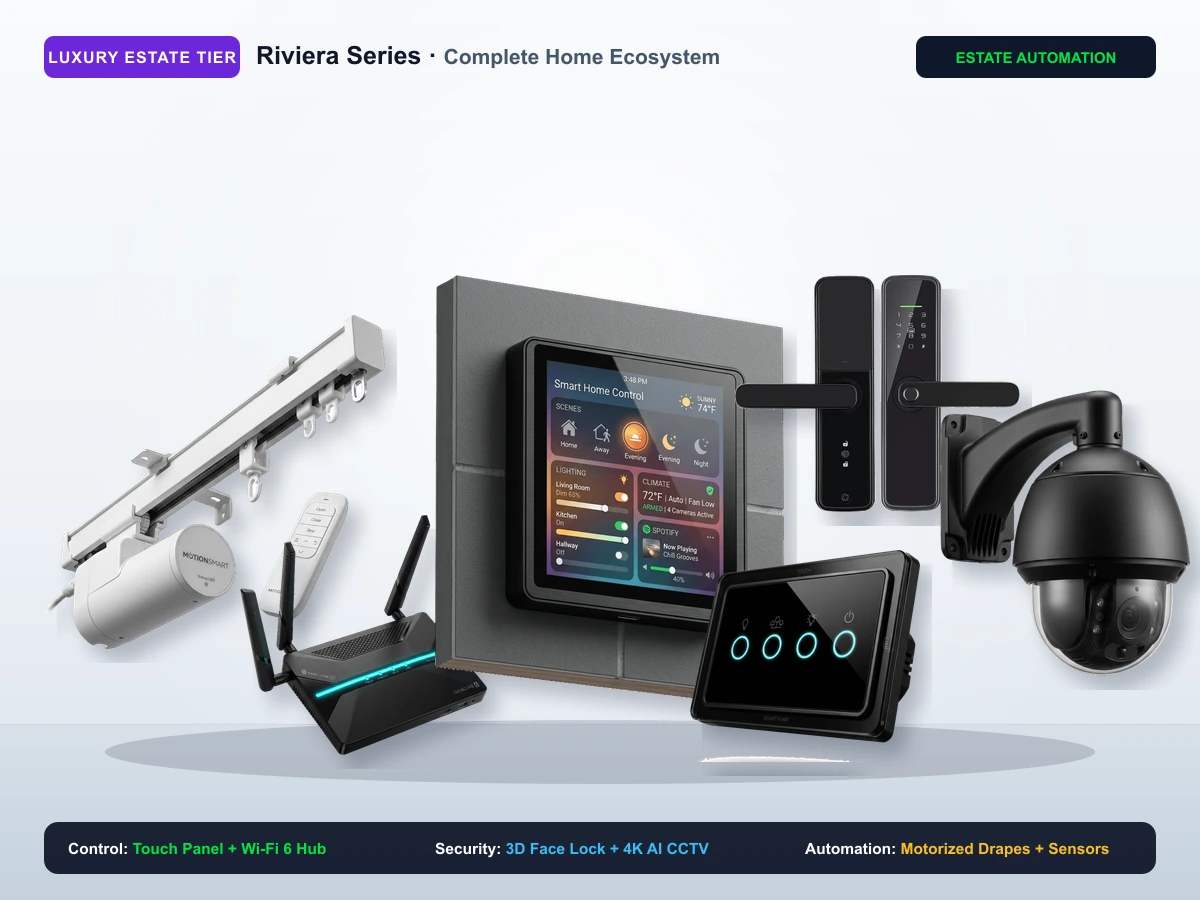 LUXURY ESTATE TIER
Riviera Series · Complete Home Ecosystem
ESTATE AUTOMATION
3:48 PM
Smart Home Control
SUNNY
74°F
SCENES
Home
Away
Evening
Evening
Night
LIGHTING
Living Room
Dim 65%
Kitchen
On
Hallway
Off
CLIMATE
72°F | Auto | Fan Low
ARMED | 4 Cameras Active
SPOTIFY
Now Playing
Chill Grooves
40%
MOTIONSMART
Control: Touch Panel + Wi-Fi 6 Hub
Security: 3D Face Lock + 4K AI CCTV
Automation: Motorized Drapes + Sensors